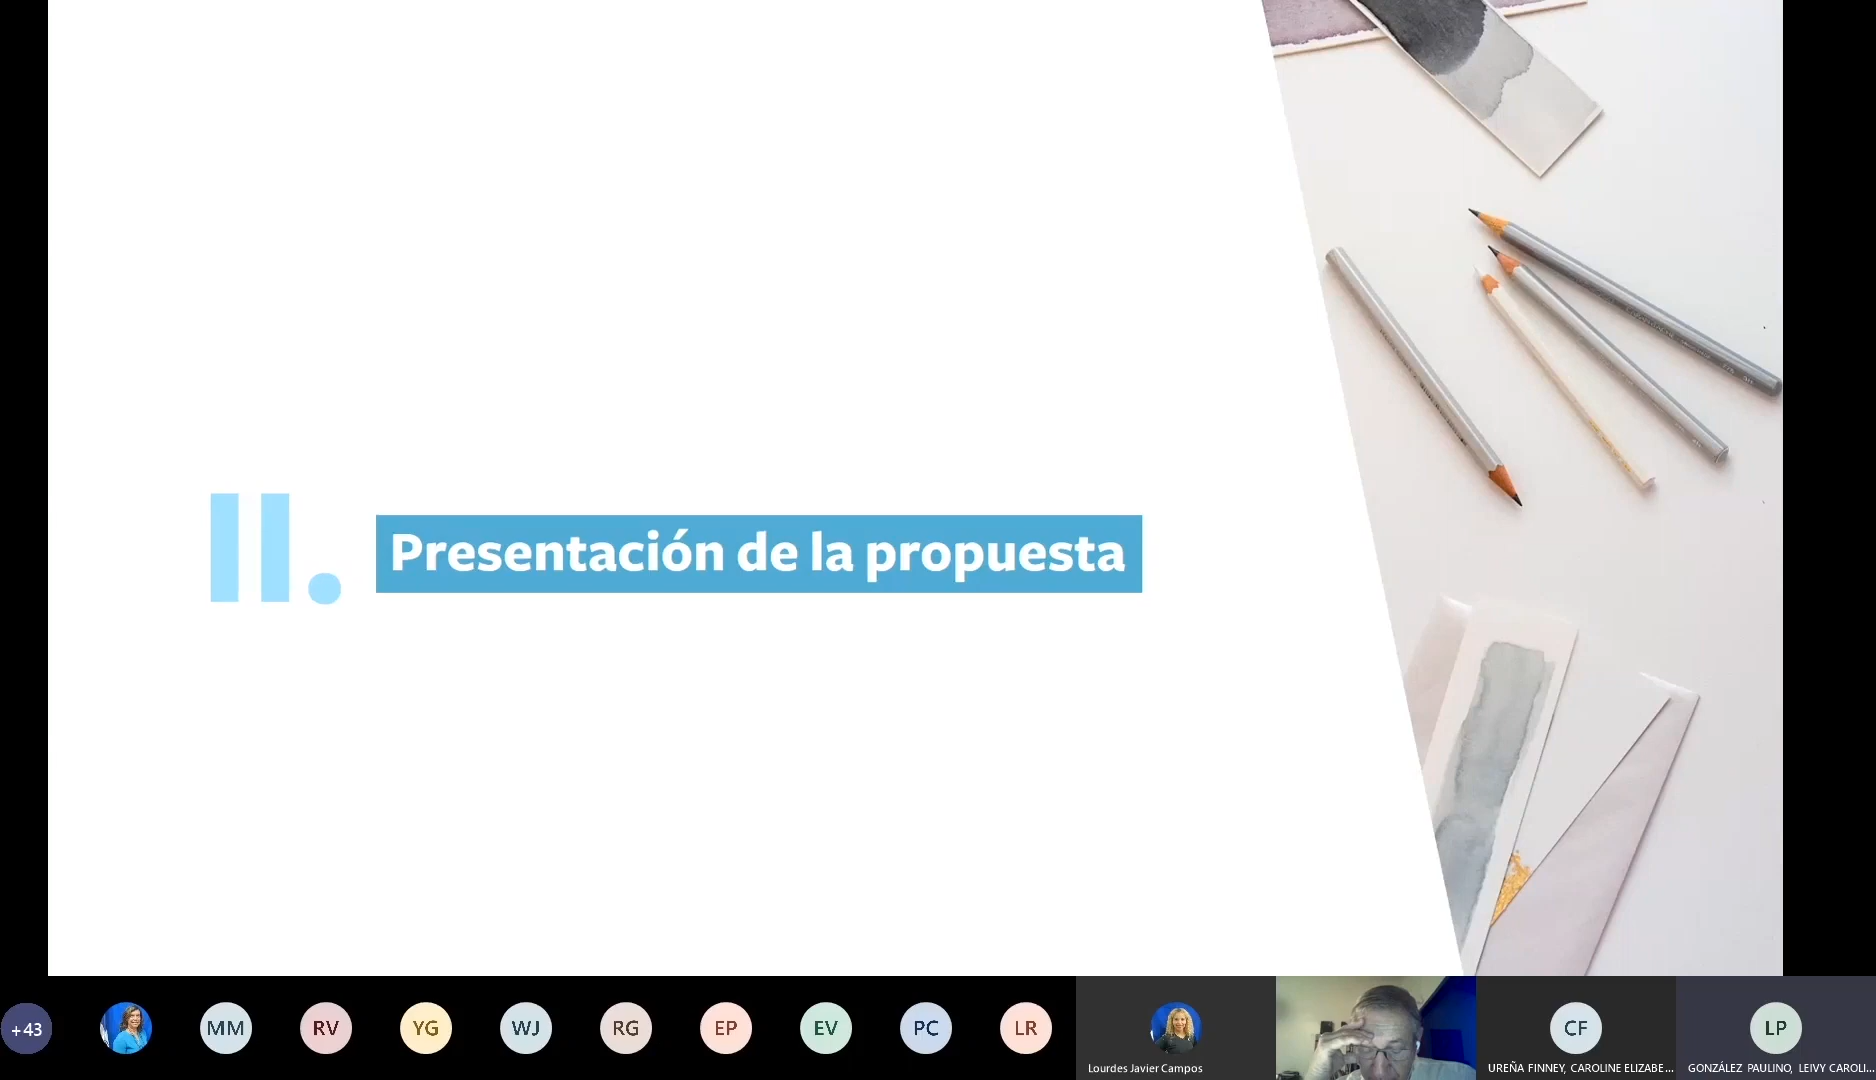 II.
Presentación de la propuesta
+43
MM
RV
YG
WJ
RG
EP
EV
PC
LR
Lourdes Javier Campos
CF
UREÑA FINNEY, CAROLINE ELIZABE...
LP
GONZÁLEZ PAULINO, LEIVY CAROLI...